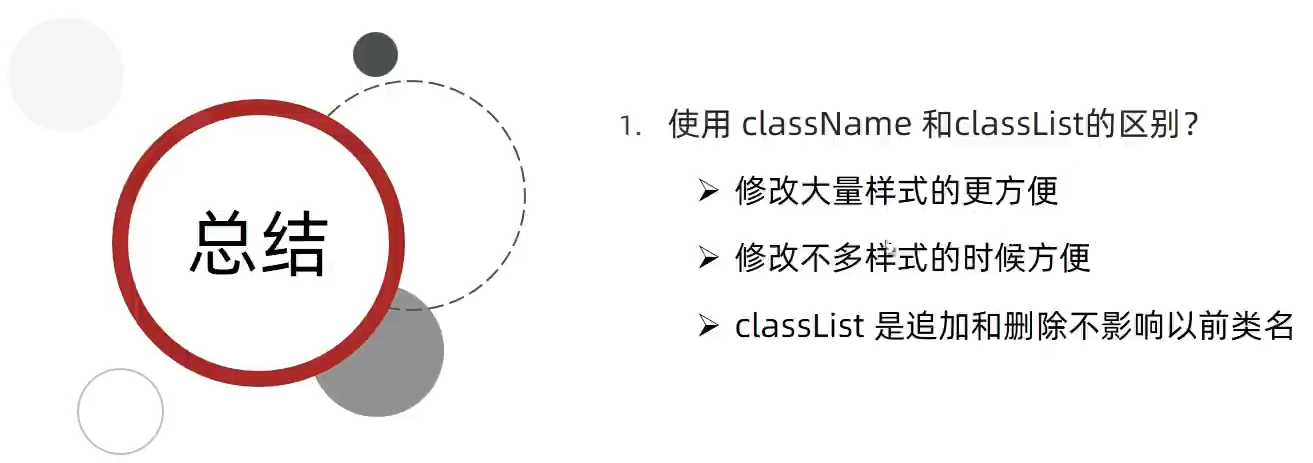 总结
1. 使用 className 和classList的区别？
➢ 修改大量样式的更方便
➢ 修改不多样式的时候方便
➢ classList 是追加和删除不影响以前类名